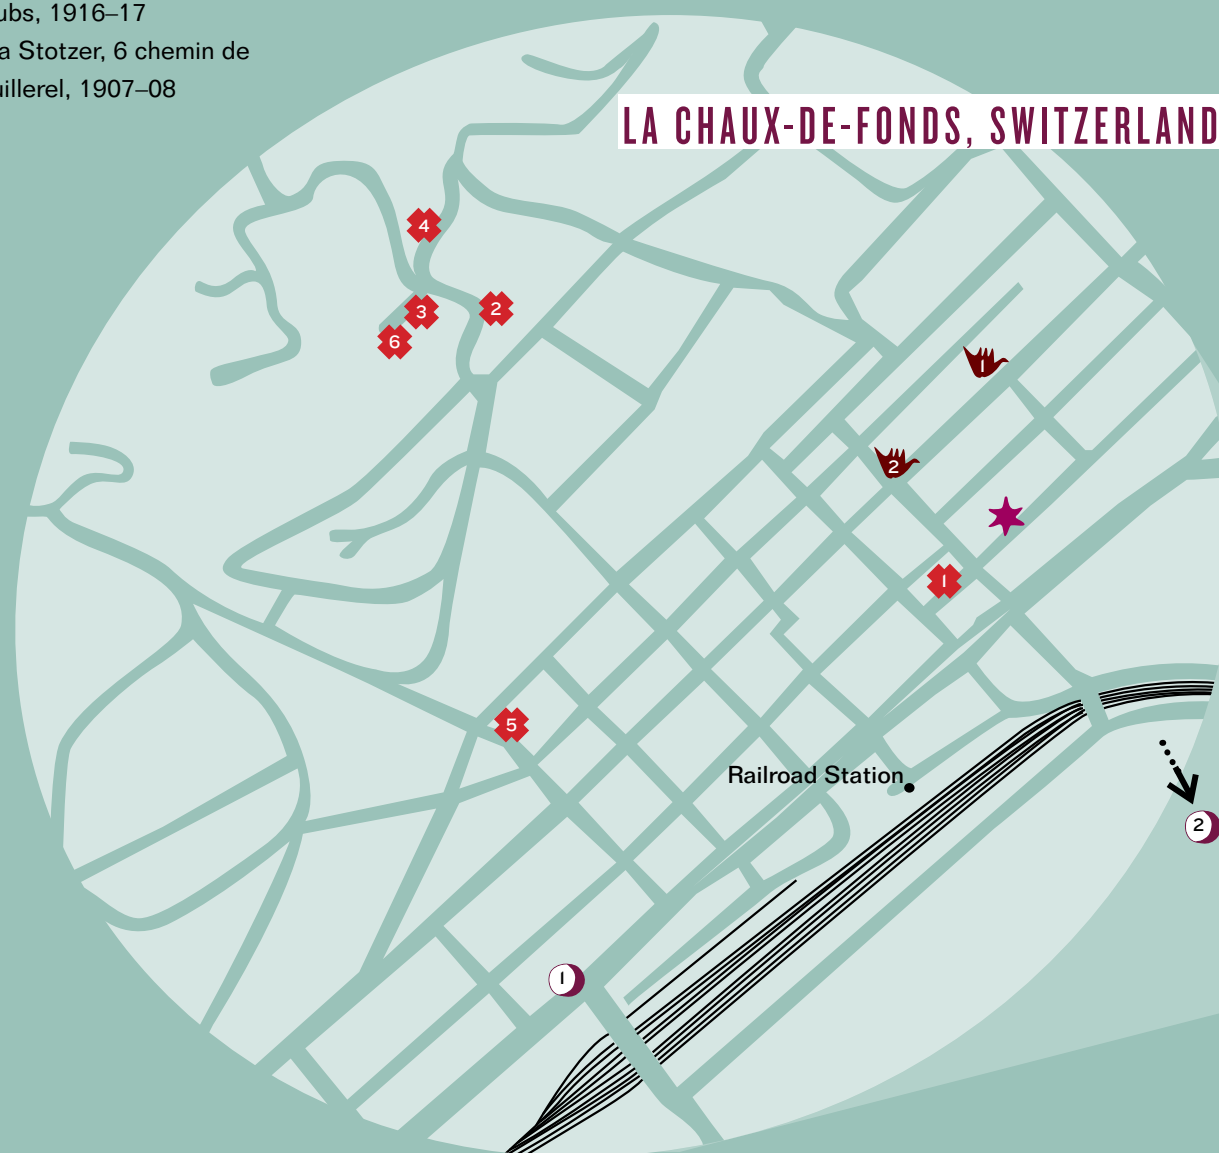 ubs, 1916–17
a Stotzer, 6 chemin de
uillerel, 1907–08
LA CHAUX-DE-FONDS, SWITZERLAND
4
3
2
6
1
2
1
5
Railroad Station
2
1